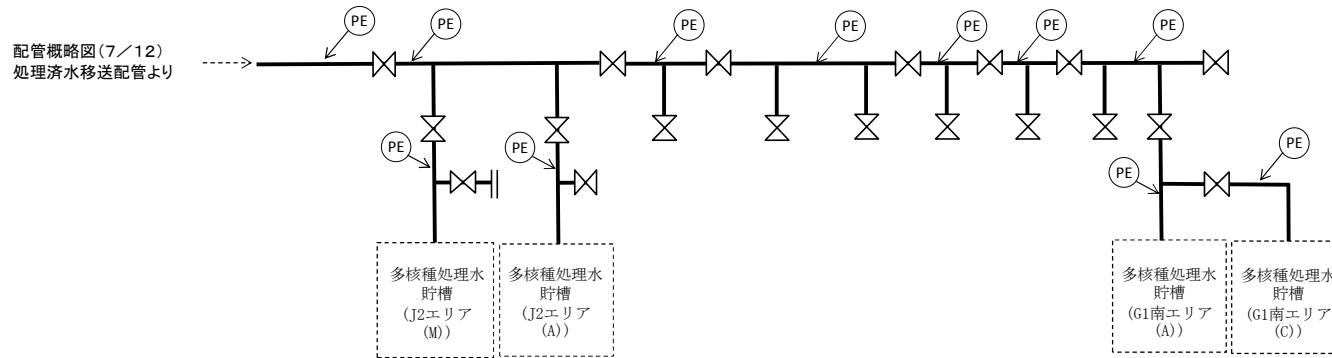 配管概略図(7/12)
処理済水移送配管より
PE
PE
PE
PE
PE
PE
PE
PE
PE
PE
PE
多核種処理水
貯槽
(J2エリア
(M))
多核種処理水
貯槽
(J2エリア
(A))
多核種処理水
貯槽
(G1南エリア
(A))
多核種処理水
貯槽
(G1南エリア
(C))